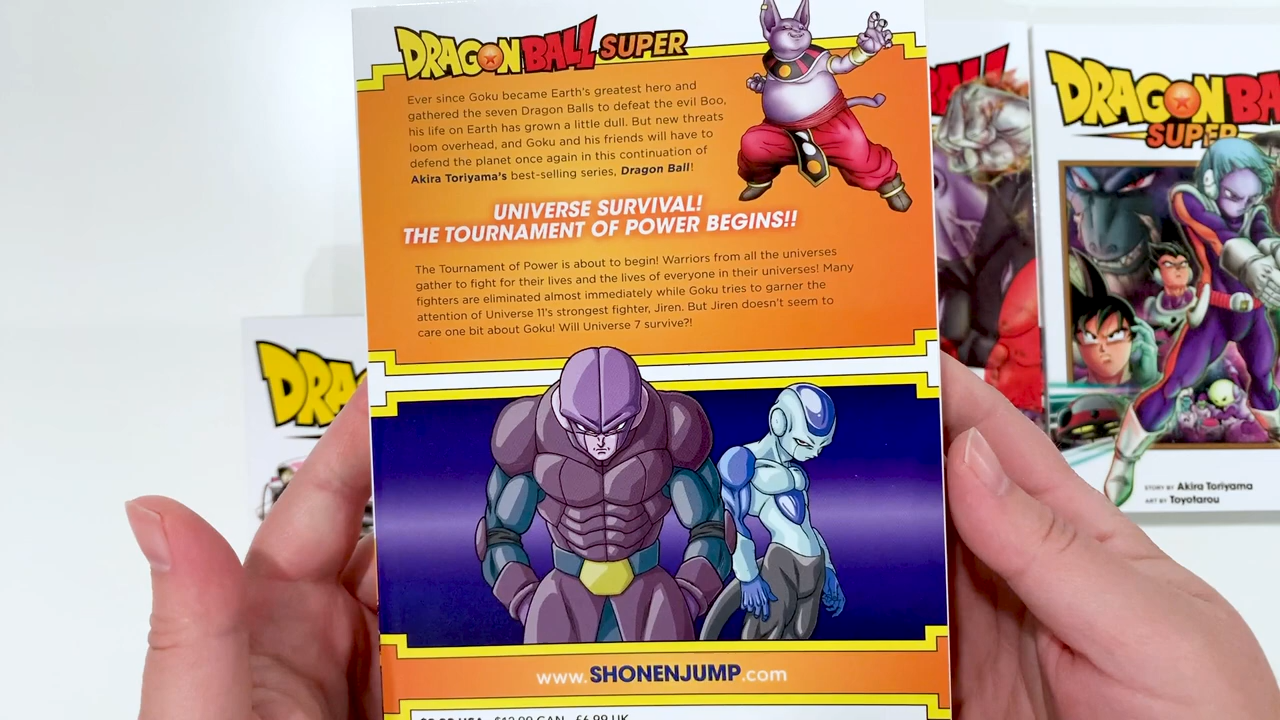 DRAGON BALL SUPER
Ever since Goku became Earth's greatest hero and
gathered the seven Dragon Balls to defeat the evil Boo,
his life on Earth has grown a little dull. But new threats
loom overhead, and Goku and his friends will have to
defend the planet once again in this continuation of
Akira Toriyama's best-selling series, Dragon Ball!
UNIVERSE SURVIVAL!
THE TOURNAMENT OF POWER BEGINS!!
The Tournament of Power is about to begin! Warriors from all the universes
gather to fight for their lives and the lives of everyone in their universes! Many
fighters are eliminated almost immediately while Goku tries to garner the
attention of Universe 11's strongest fighter, Jiren. But Jiren doesn't seem to
care one bit about Goku! Will Universe 7 survive?!
www.SHONENJUMP.com
CAN £6.99 UK
DRAGON BA
SUPER
STORY BY Akira Toriyama
ART BY Toyotarou
DRA